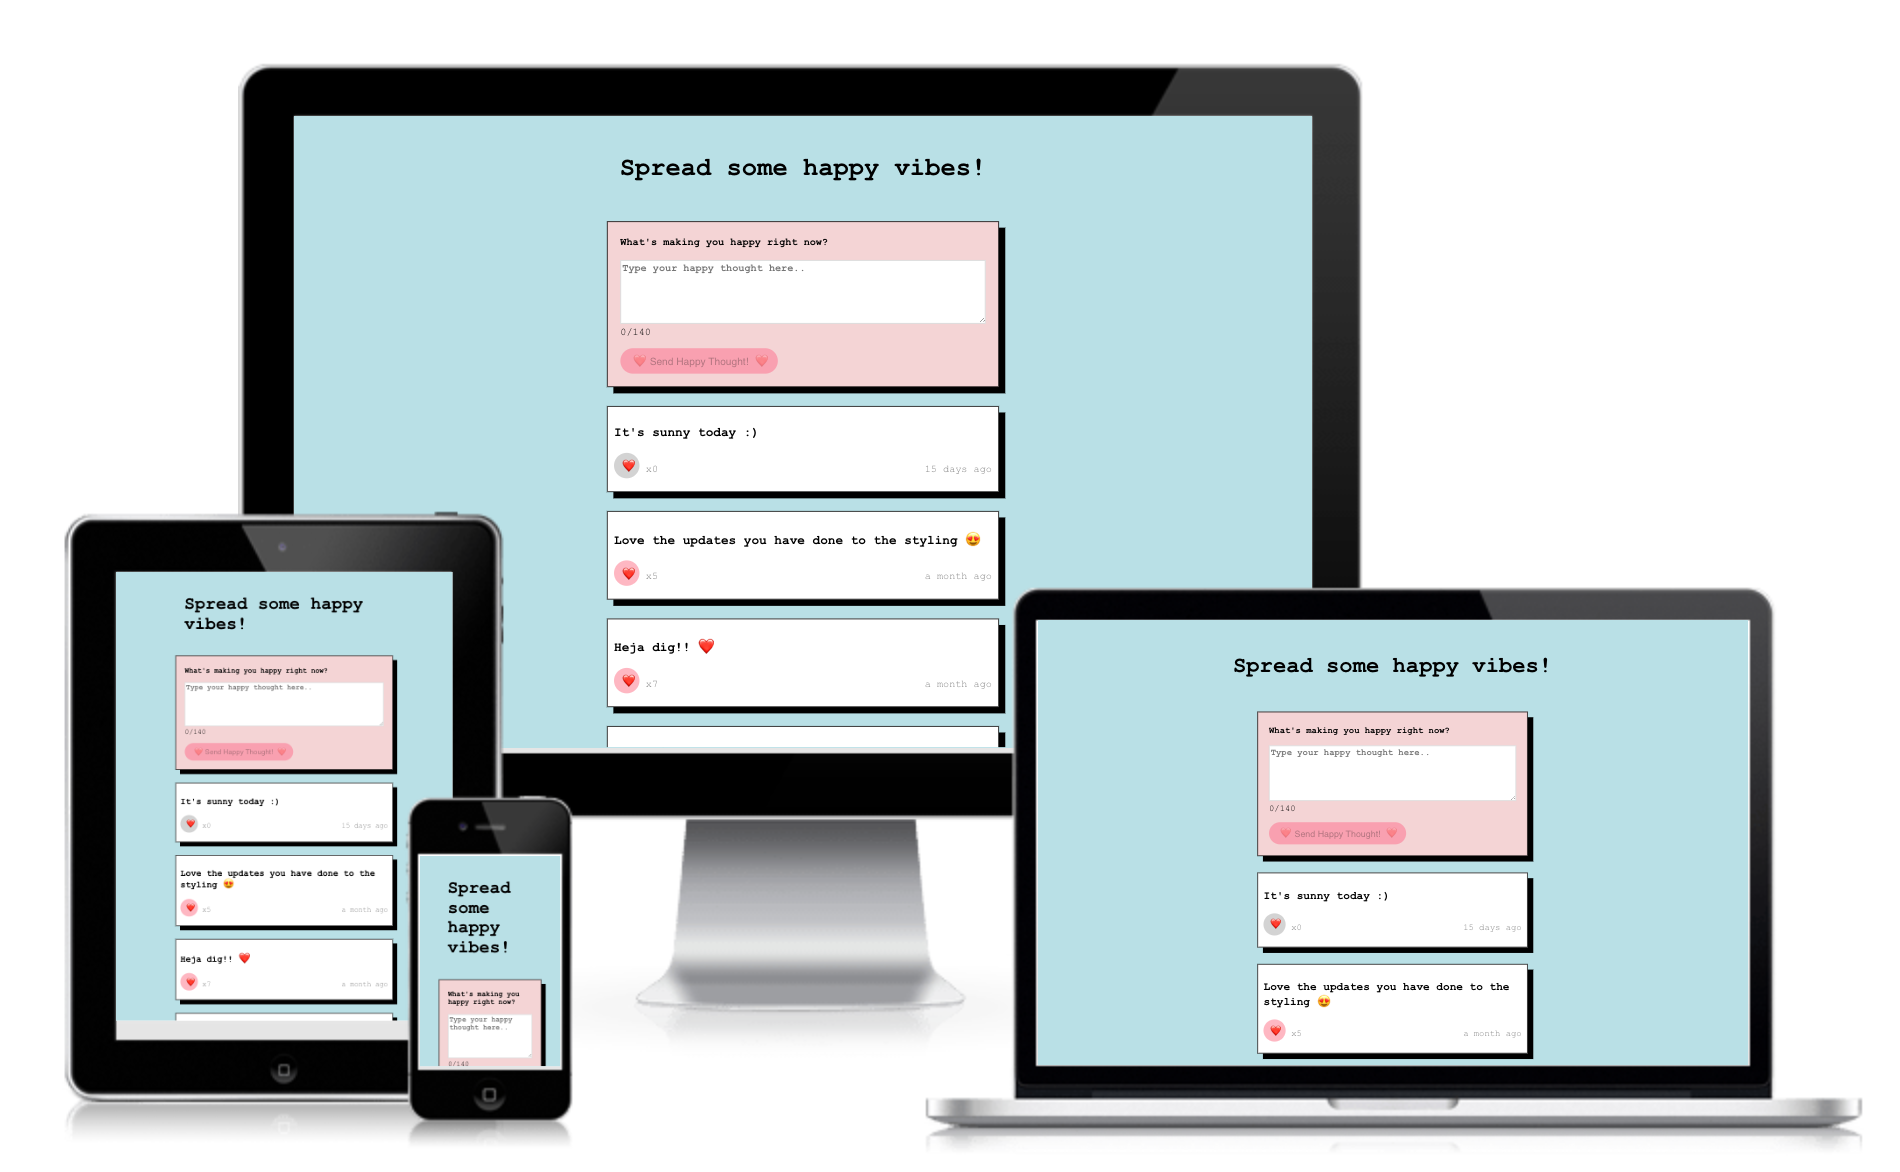 Spread some happy vibes!
What's making you happy right now?
Type your happy thought here..
0/140
❤️ Send Happy Thought! ❤️
It's sunny today :)
❤️ x0 15 days ago
Love the updates you have done to the styling 😍
❤️ x5 a month ago
Heja dig!! ❤️
❤️ x7 a month ago
Spread some happy
vibes!
What's making you happy right now?
Type your happy thought here..
0/140
❤️ Send Happy Thought! ❤️
It's sunny today :)
❤️ x0 15 days ago
Love the updates you have done to the
styling 😍
❤️ x5 a month ago
Heja dig!! ❤️
❤️ x7 a month ago
Spread
some
happy
vibes!
What's making you
happy right now?
Type your happy
thought here..
0/140
Spread some happy vibes!
What's making you happy right now?
Type your happy thought here..
0/140
❤️ Send Happy Thought! ❤️
It's sunny today :)
❤️ x0 15 days ago
Love the updates you have done to the
styling 😍
❤️ x5 a month ago